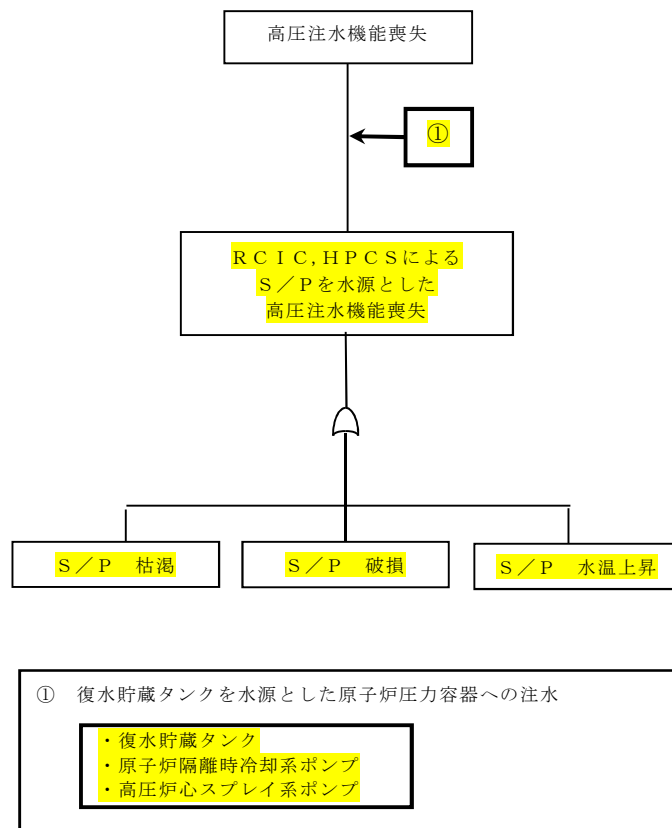 高圧注水機能喪失
①
ＲＣＩＣ,ＨＰＣＳによる
Ｓ／Ｐを水源とした
高圧注水機能喪失
Ｓ／Ｐ　枯渇
Ｓ／Ｐ　破損
Ｓ／Ｐ　水温上昇
①　復水貯蔵タンクを水源とした原子炉圧力容器への注水
・復水貯蔵タンク
・原子炉隔離時冷却系ポンプ
・高圧炉心スプレイ系ポンプ